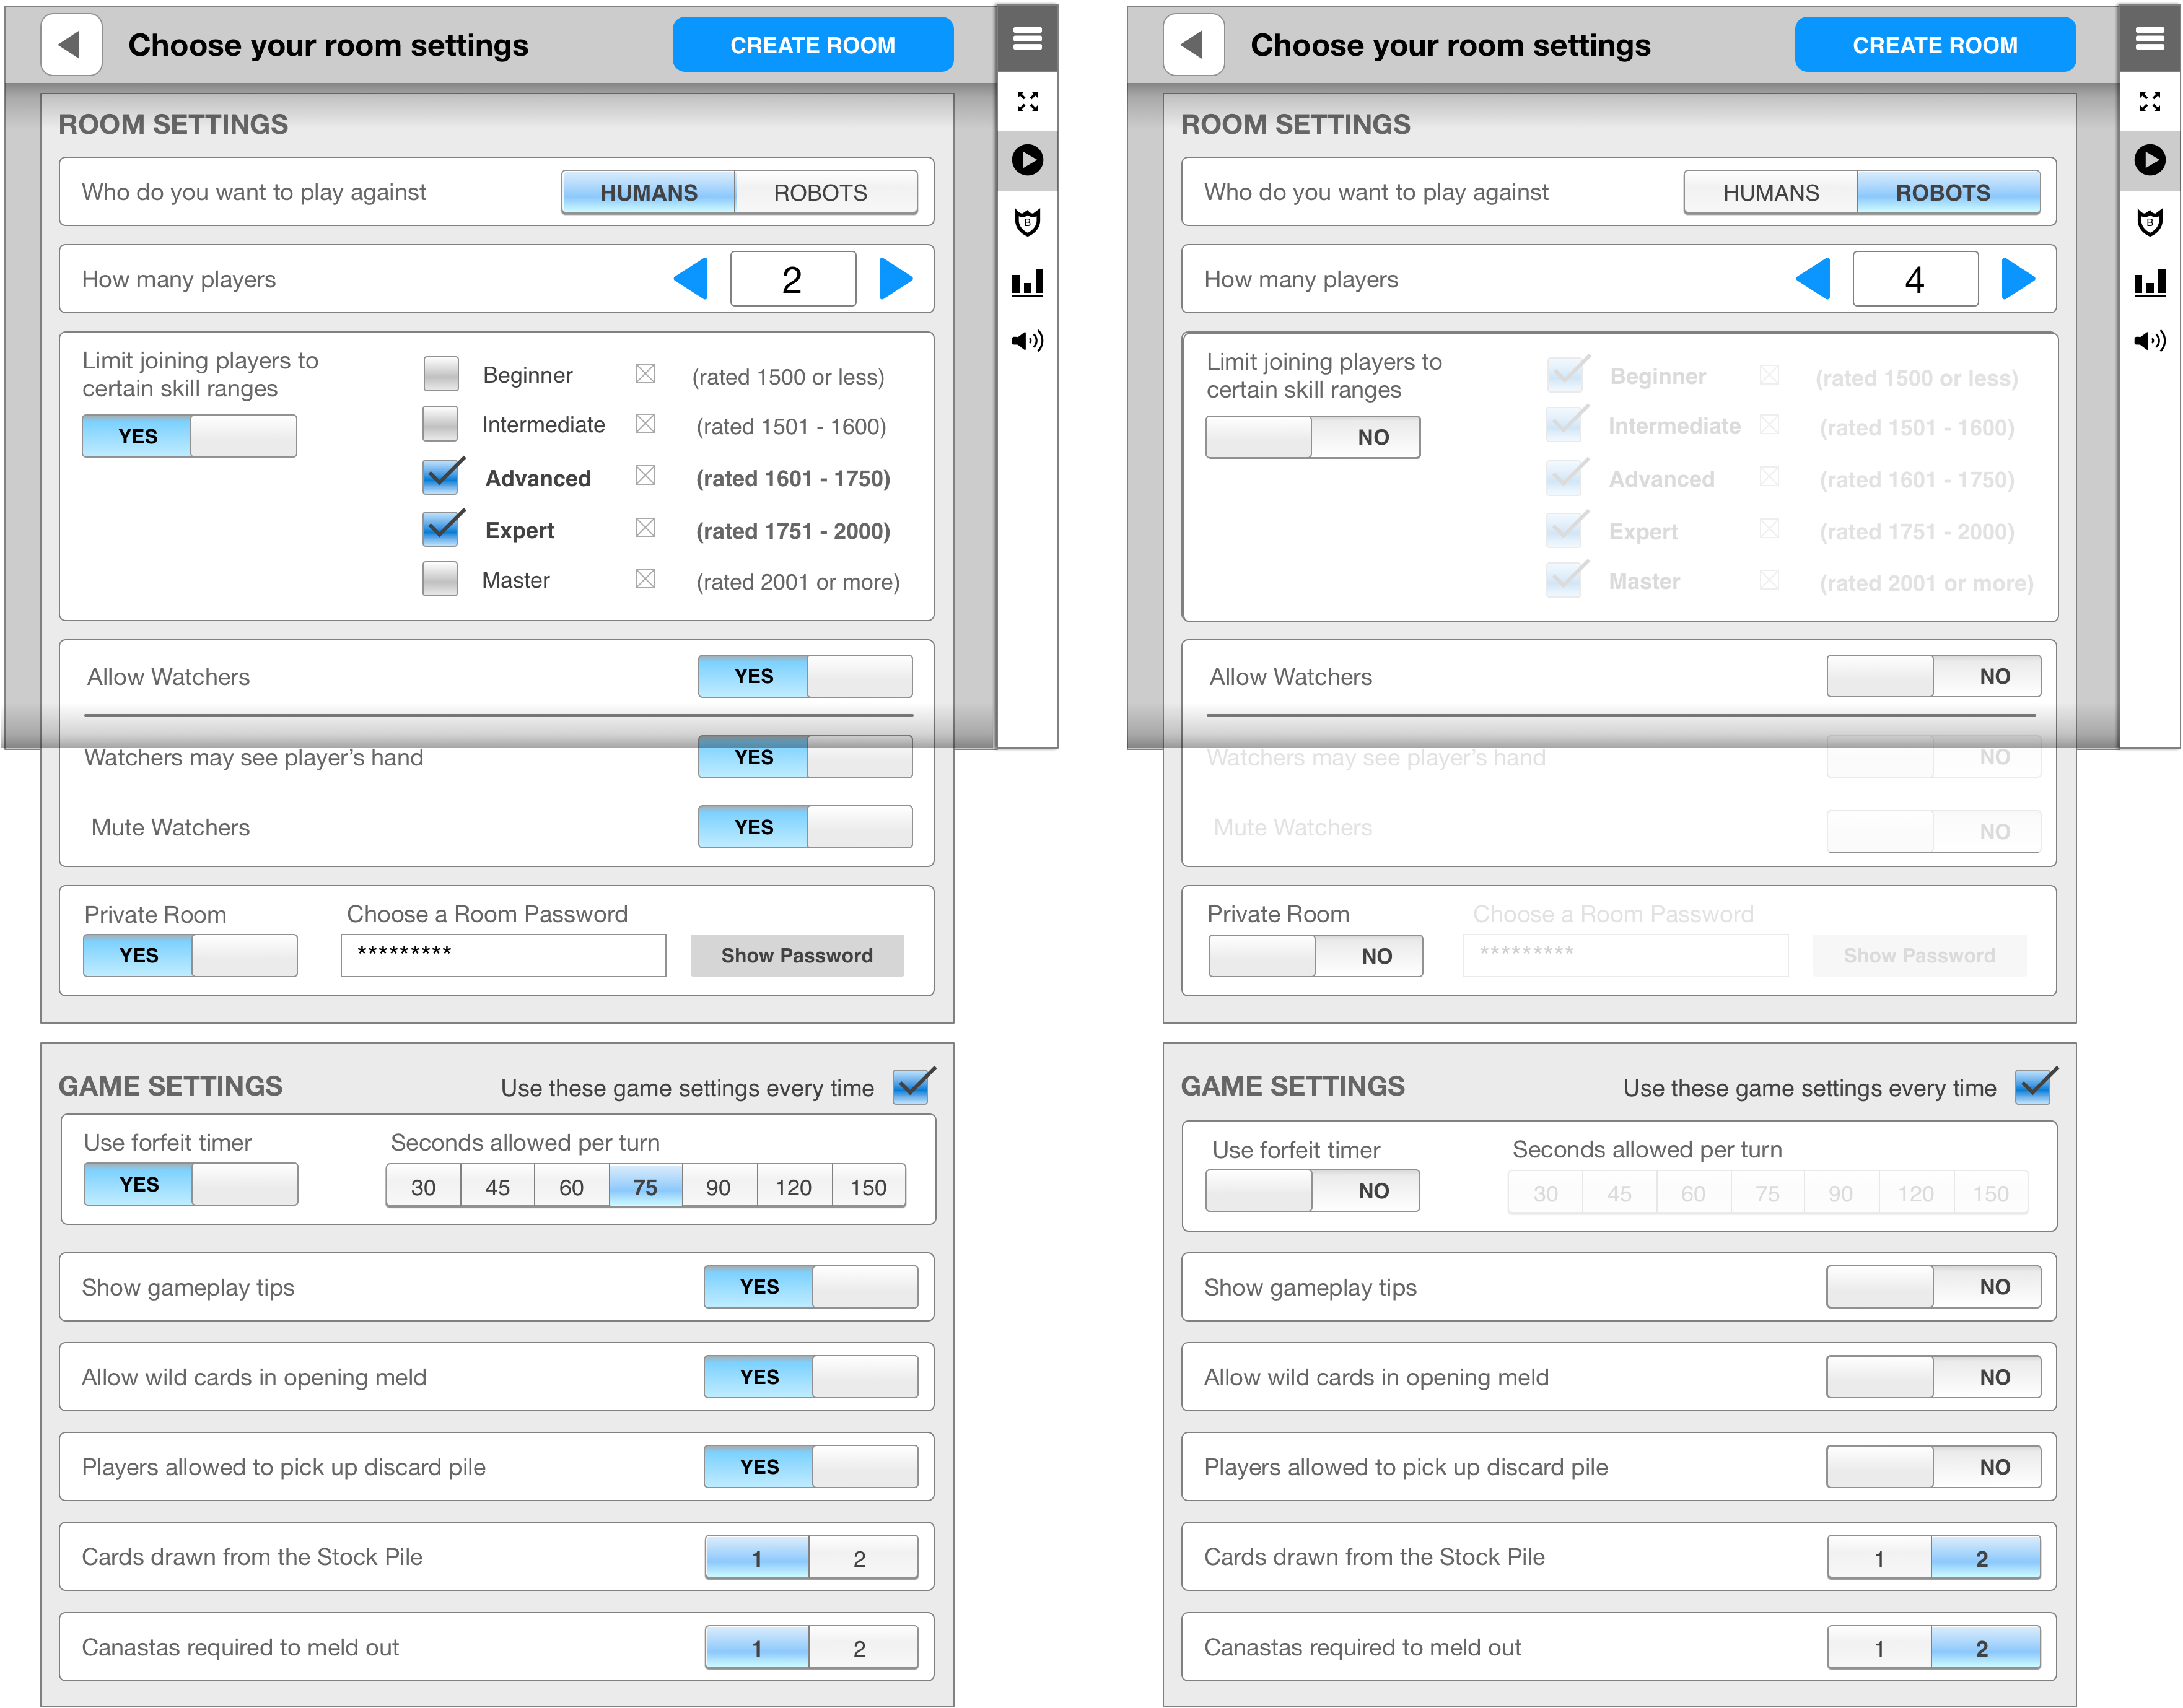 Choose your room settings
CREATE ROOM
ROOM SETTINGS
Who do you want to play against
HUMANS
ROBOTS
How many players
2
Limit joining players to
certain skill ranges
YES
Beginner (rated 1500 or less)
Intermediate (rated 1501 - 1600)
Advanced (rated 1601 - 1750)
Expert (rated 1751 - 2000)
Master (rated 2001 or more)
Allow Watchers
YES
Watchers may see player’s hand
YES
Mute Watchers
YES
Private Room
YES
Choose a Room Password
*********
Show Password
GAME SETTINGS
Use these game settings every time
Use forfeit timer
YES
Seconds allowed per turn
30 45 60 75 90 120 150
Show gameplay tips
YES
Allow wild cards in opening meld
YES
Players allowed to pick up discard pile
YES
Cards drawn from the Stock Pile
1 2
Canastas required to meld out
1 2
B
Choose your room settings
CREATE ROOM
ROOM SETTINGS
Who do you want to play against
HUMANS
ROBOTS
How many players
4
Limit joining players to
certain skill ranges
NO
Beginner (rated 1500 or less)
Intermediate (rated 1501 - 1600)
Advanced (rated 1601 - 1750)
Expert (rated 1751 - 2000)
Master (rated 2001 or more)
Allow Watchers
NO
Watchers may see player’s hand
NO
Mute Watchers
NO
Private Room
NO
Choose a Room Password
*********
Show Password
GAME SETTINGS
Use these game settings every time
Use forfeit timer
NO
Seconds allowed per turn
30 45 60 75 90 120 150
Show gameplay tips
NO
Allow wild cards in opening meld
NO
Players allowed to pick up discard pile
NO
Cards drawn from the Stock Pile
1 2
Canastas required to meld out
1 2
B